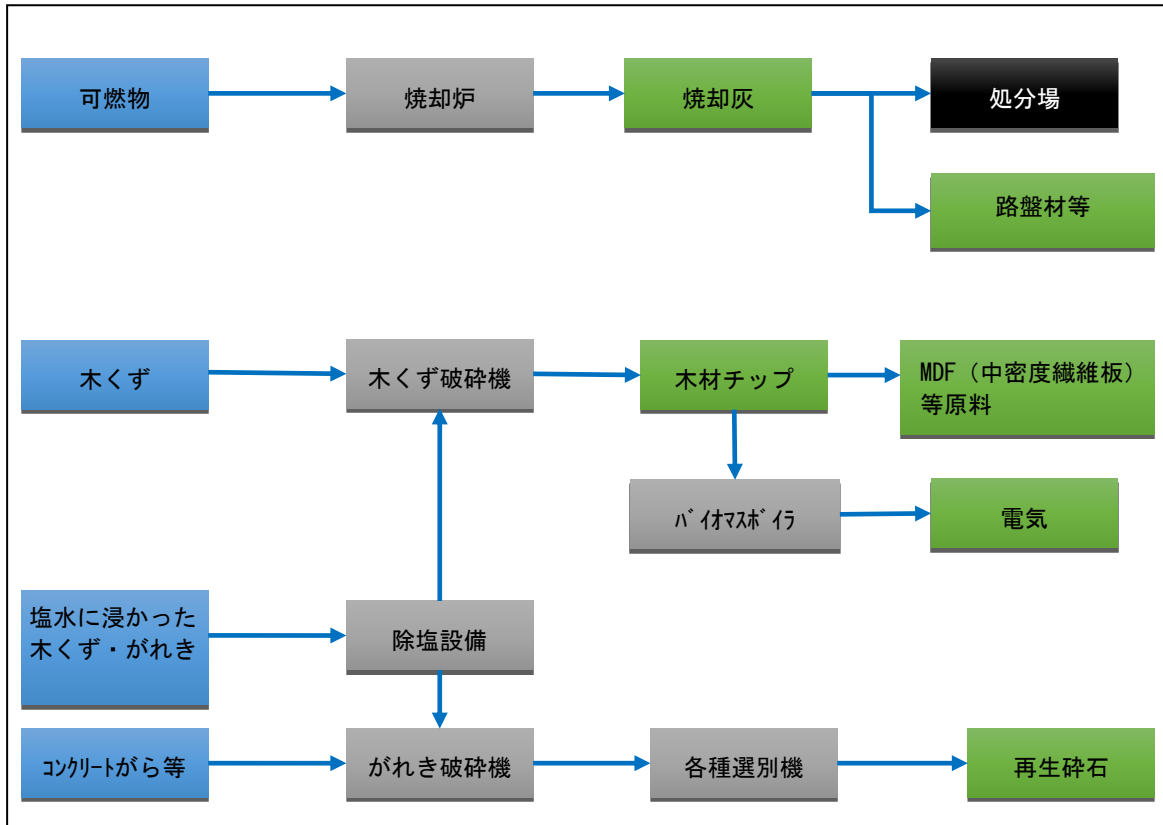 可燃物
焼却炉
焼却灰
処分場
路盤材等
木くず
木くず破砕機
木材チップ
MDF（中密度繊維板）
等原料
ﾊﾞｲｵﾏｽﾎﾞｲﾗ
電気
塩水に浸かった
木くず・がれき
除塩設備
ｺﾝｸﾘｰﾄがら等
がれき破砕機
各種選別機
再生砕石